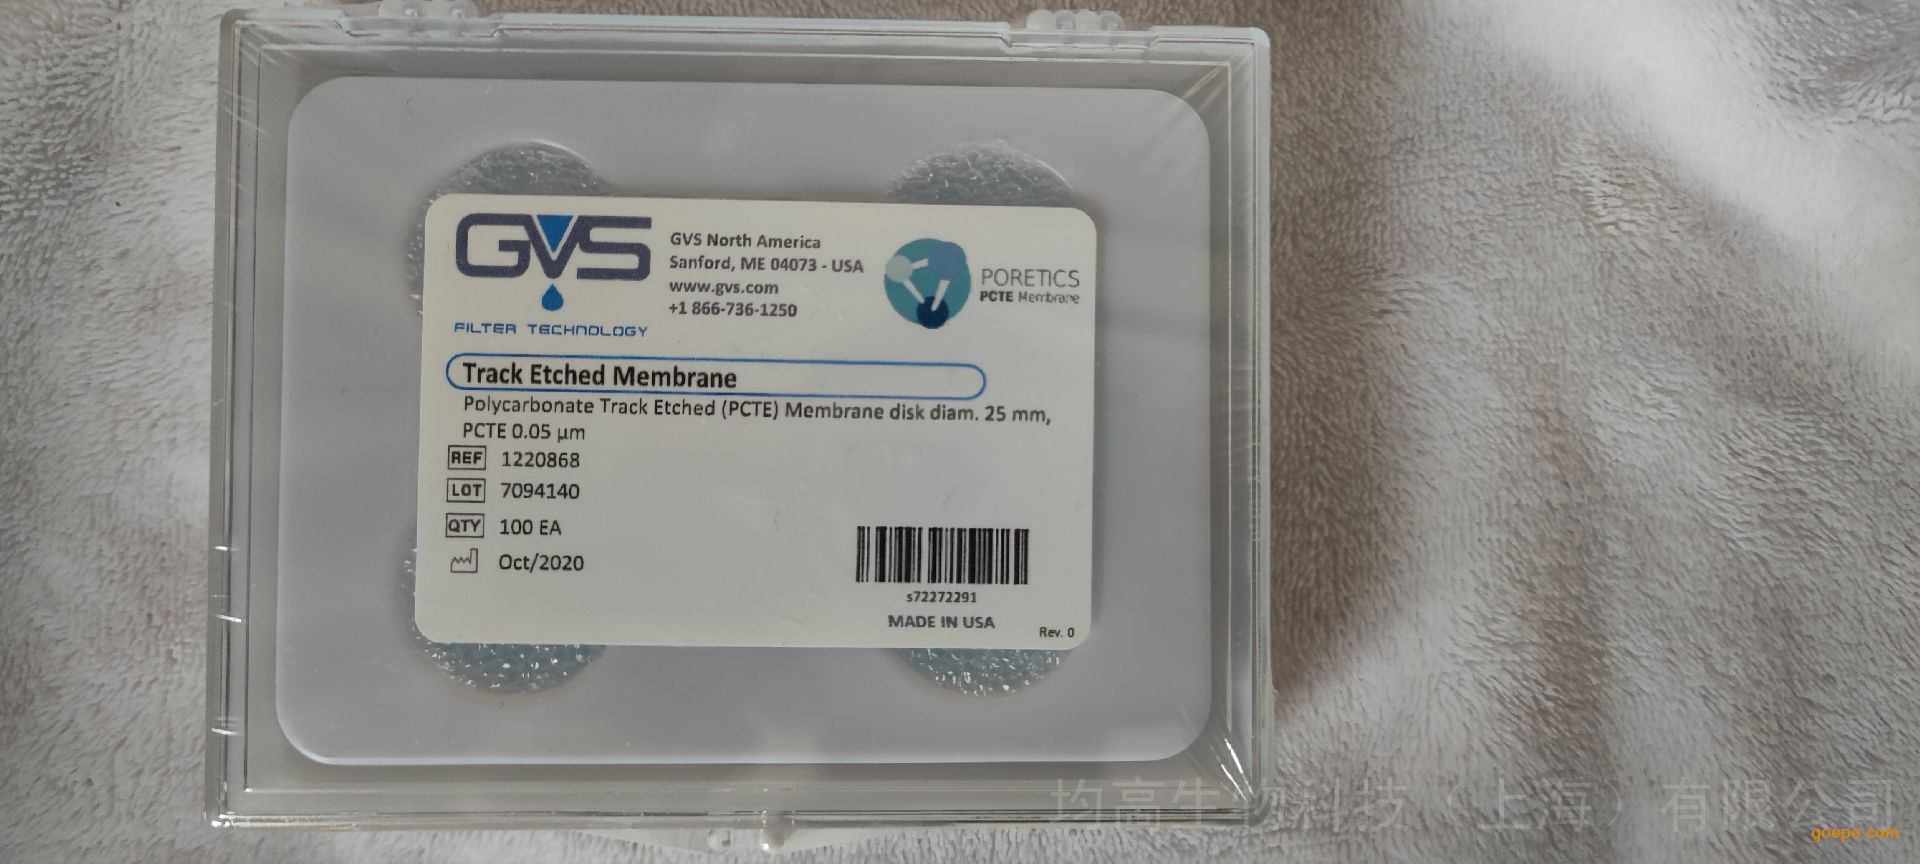 GVS
FILTER TECHNOLOGY
GVS North America
Sanford, ME 04073 - USA
www.gvs.com
+1 866-736-1250
PORETICS
PCTE Membrane
Track Etched Membrane
Polycarbonate Track Etched (PCTE) Membrane disk diam. 25 mm,
PCTE 0.05 µm
REF 1220868
LOT 7094140
QTY 100 EA
Oct/2020
s72272291
MADE IN USA
Rev. 0
均高生物科技（上海）有限公司
goepe.com